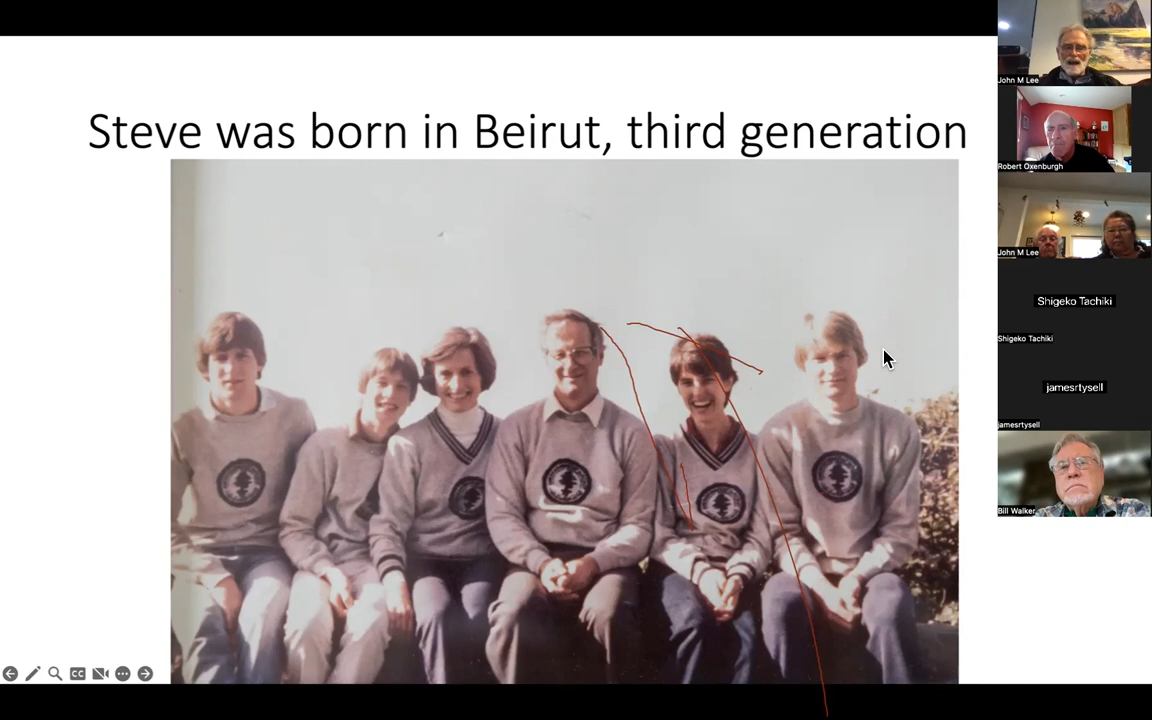 Steve was born in Beirut, third generation
John M Lee
Robert Oxenburgh
John M Lee
Shigeko Tachiki
Shigeko Tachiki
jamesrtysell
jamesrtysell
Bill Walker
CC